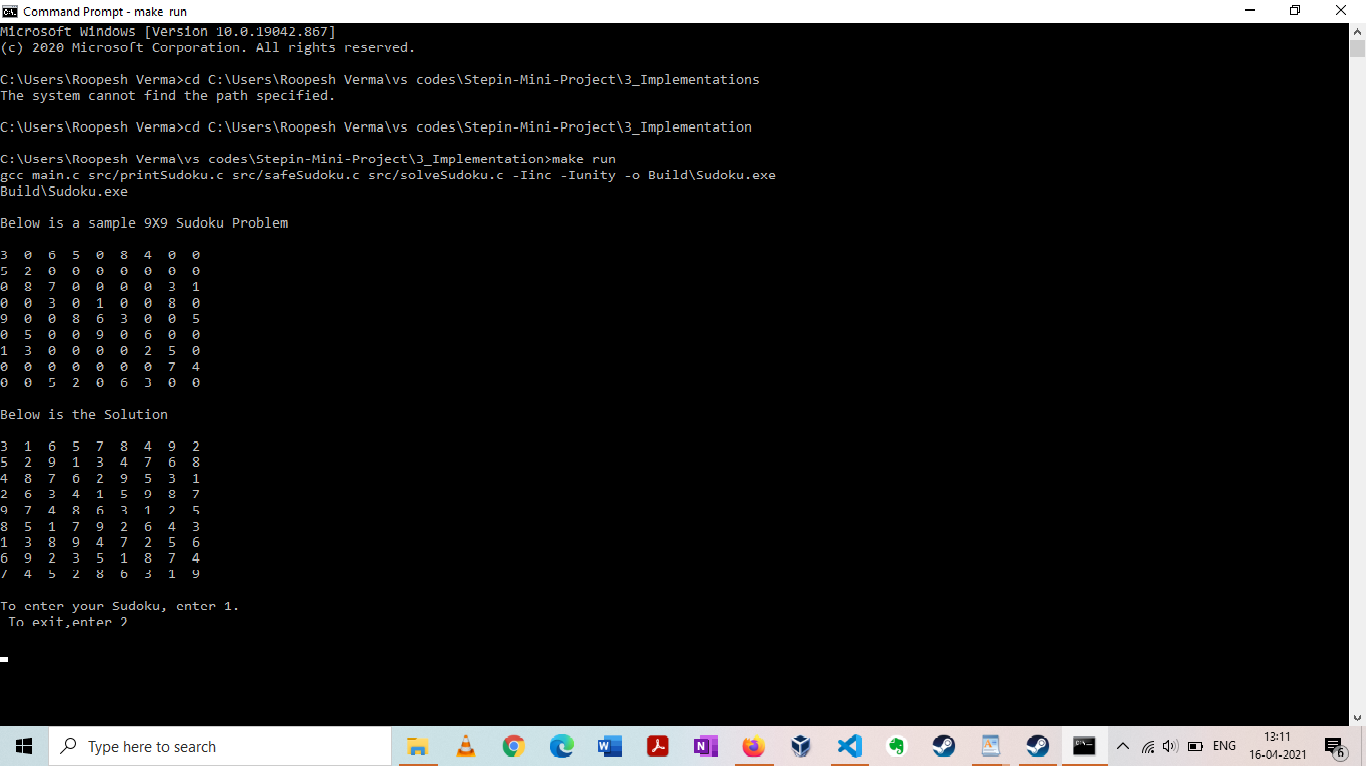 Command Prompt - make run
Microsoft Windows [Version 10.0.19042.867]
(c) 2020 Microsoft Corporation. All rights reserved.
C:\Users\Roopesh Verma>cd C:\Users\Roopesh Verma\vs codes\Stepin-Mini-Project\3_Implementations
The system cannot find the path specified.
C:\Users\Roopesh Verma>cd C:\Users\Roopesh Verma\vs codes\Stepin-Mini-Project\3_Implementation
C:\Users\Roopesh Verma\vs codes\Stepin-Mini-Project\3_Implementation>make run
gcc main.c src/printSudoku.c src/safeSudoku.c src/solveSudoku.c -Iinc -Iunity -o Build\Sudoku.exe
Build\Sudoku.exe
Below is a sample 9X9 Sudoku Problem
3 0 6 5 0 8 4 0 0
5 2 0 0 0 0 0 0 0
0 8 7 0 0 0 0 3 1
0 0 3 0 1 0 0 8 0
9 0 0 8 6 3 0 0 5
0 5 0 0 9 0 6 0 0
1 3 0 0 0 0 2 5 0
0 0 0 0 0 0 0 7 4
0 0 5 2 0 6 3 0 0
Below is the Solution
3 1 6 5 7 8 4 9 2
5 2 9 1 3 4 7 6 8
4 8 7 6 2 9 5 3 1
2 6 3 4 1 5 9 8 7
9 7 4 8 6 3 1 2 5
8 5 1 7 9 2 6 4 3
1 3 8 9 4 7 2 5 6
6 9 2 3 5 1 8 7 4
7 4 5 2 8 6 3 1 9
To enter your Sudoku, enter 1.
To exit,enter 2
Type here to search
ENG
13:11
16-04-2021
6